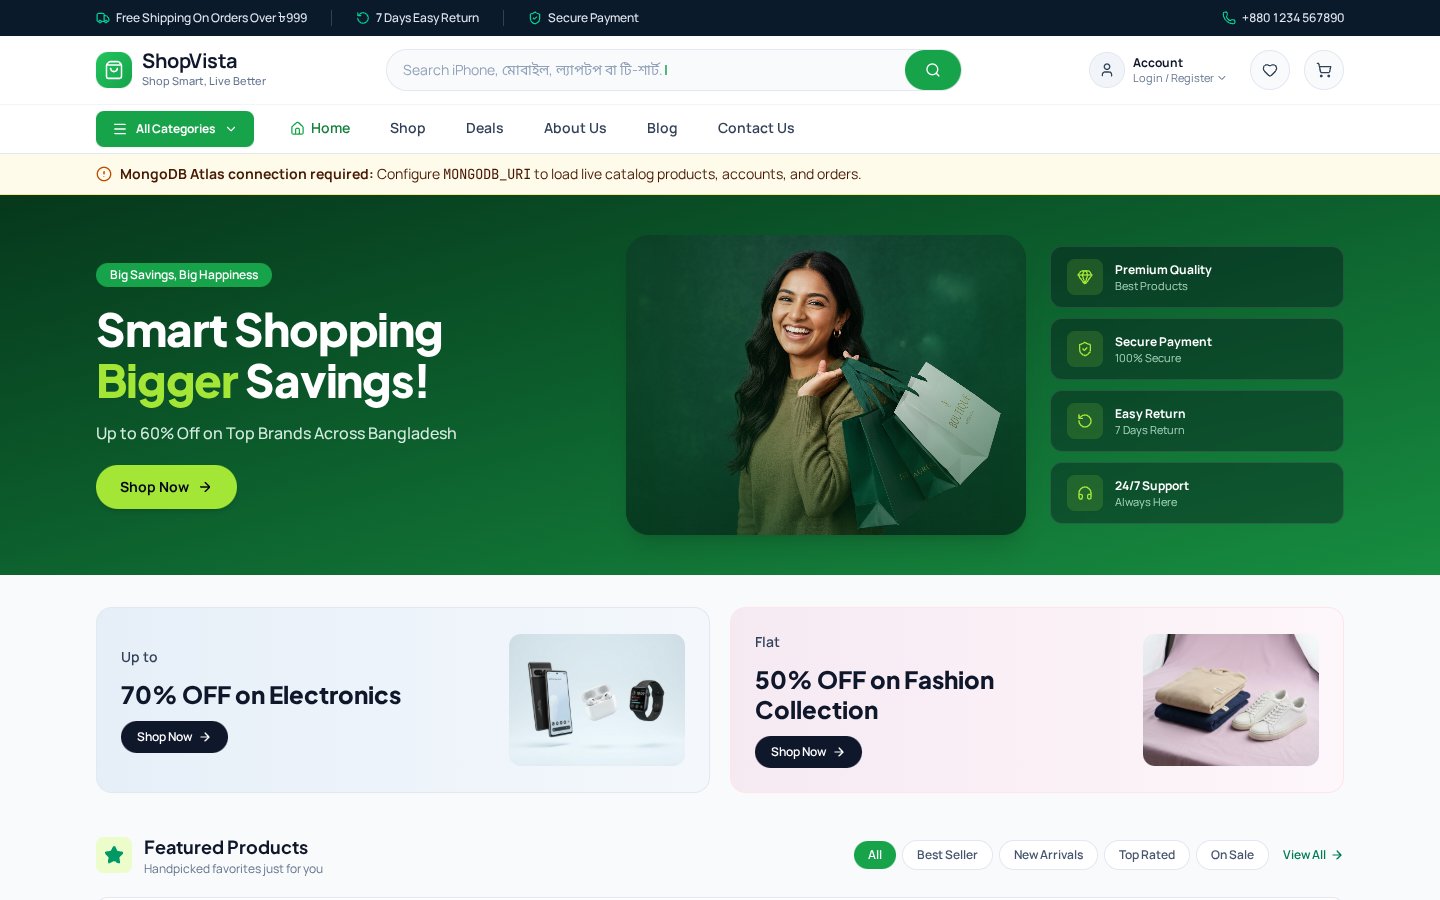 Free Shipping On Orders Over ৳999
7 Days Easy Return
Secure Payment
+880 1234 567890
ShopVista
Shop Smart, Live Better
Search iPhone, মোবাইল, ল্যাপটপ বা টি-শার্ট.
Account
Login / Register
All Categories
Home
Shop
Deals
About Us
Blog
Contact Us
MongoDB Atlas connection required: Configure MONGODB_URI to load live catalog products, accounts, and orders.
Big Savings, Big Happiness
Smart Shopping
Bigger Savings!
Up to 60% Off on Top Brands Across Bangladesh
Shop Now
BOUTIQUE
Premium Quality
Best Products
Secure Payment
100% Secure
Easy Return
7 Days Return
24/7 Support
Always Here
Up to
70% OFF on Electronics
Shop Now
Flat
50% OFF on Fashion
Collection
Shop Now
Featured Products
Handpicked favorites just for you
All
Best Seller
New Arrivals
Top Rated
On Sale
View All